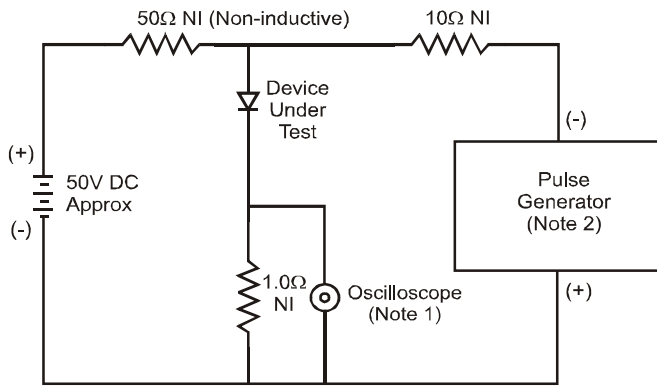 50Ω NI (Non-inductive)
10Ω NI
Device
Under
Test
(-)
(+)
50V DC
Approx
(-)
Pulse
Generator
(Note 2)
1.0Ω
NI
Oscilloscope
(Note 1)
(+)